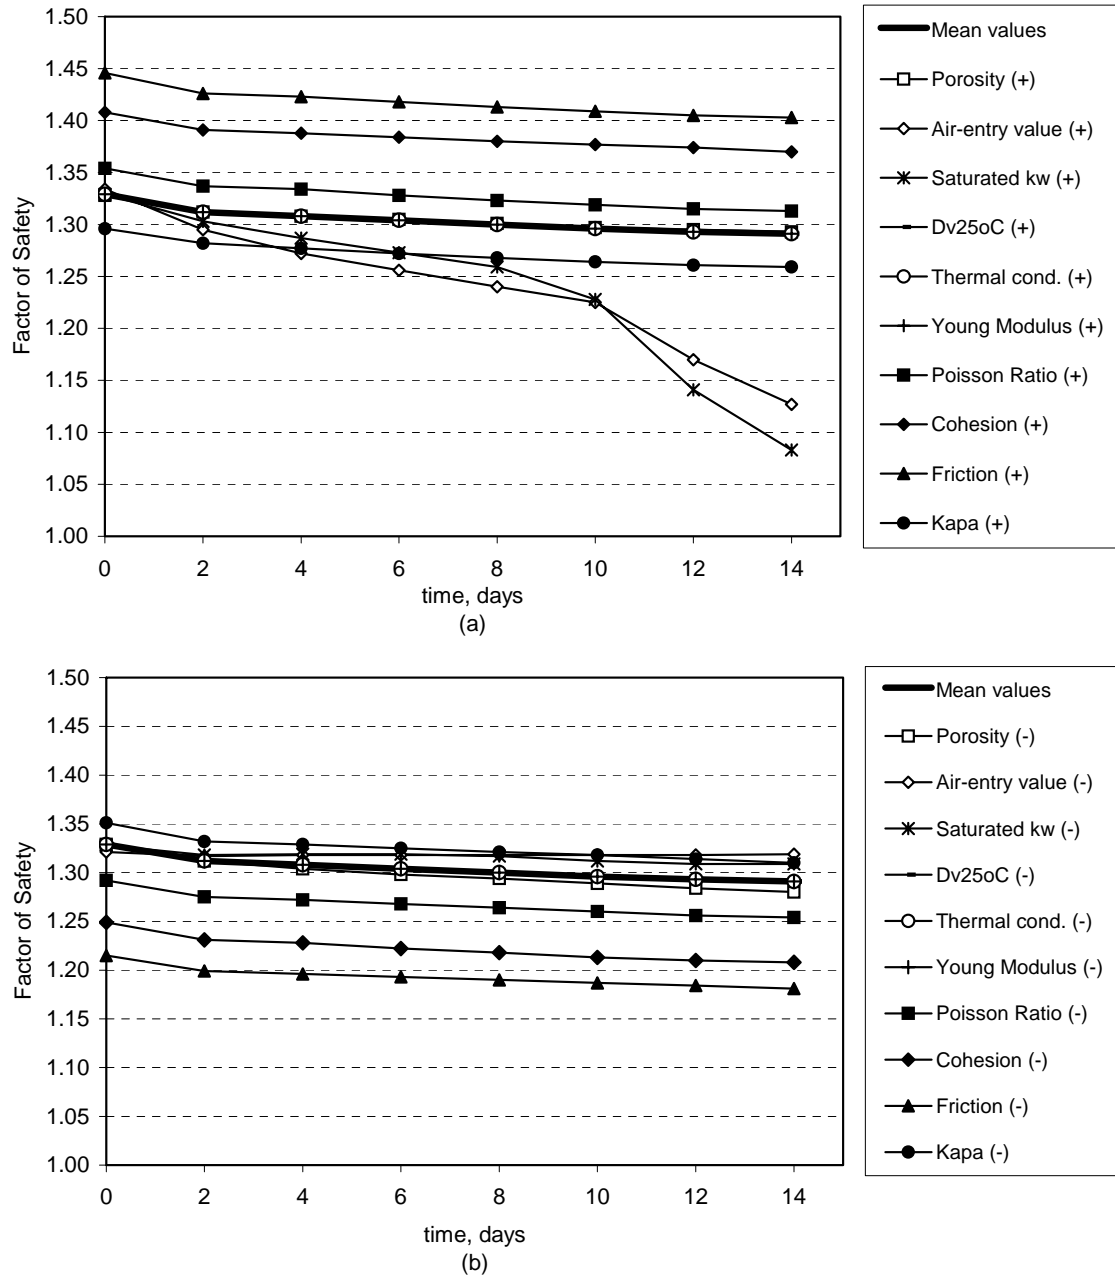 1.50
1.45
1.40
1.35
1.30
1.25
1.20
1.15
1.10
1.05
1.00
Factor of Safety
0 2 4 6 8 10 12 14
time, days
(a)
Mean values
Porosity (+)
Air-entry value (+)
Saturated kw (+)
Dv25oC (+)
Thermal cond. (+)
Young Modulus (+)
Poisson Ratio (+)
Cohesion (+)
Friction (+)
Kapa (+)
1.50
1.45
1.40
1.35
1.30
1.25
1.20
1.15
1.10
1.05
1.00
Factor of Safety
0 2 4 6 8 10 12 14
time, days
(b)
Mean values
Porosity (-)
Air-entry value (-)
Saturated kw (-)
Dv25oC (-)
Thermal cond. (-)
Young Modulus (-)
Poisson Ratio (-)
Cohesion (-)
Friction (-)
Kapa (-)